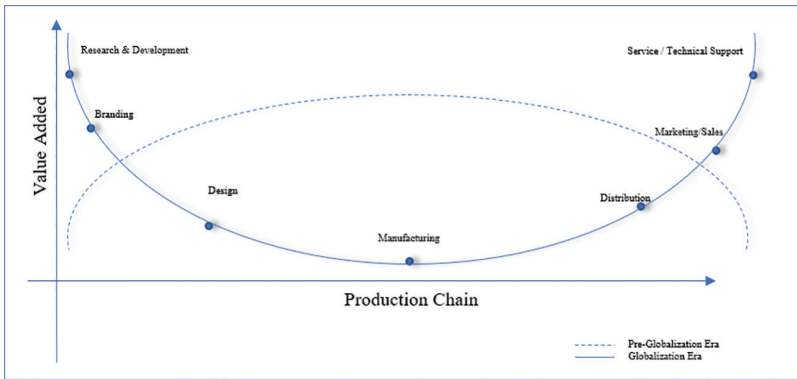 Research & Development
Service / Technical Support
Branding
Marketing/Sales
Value Added
Design
Distribution
Manufacturing
Production Chain
Pre-Globalization Era
Globalization Era